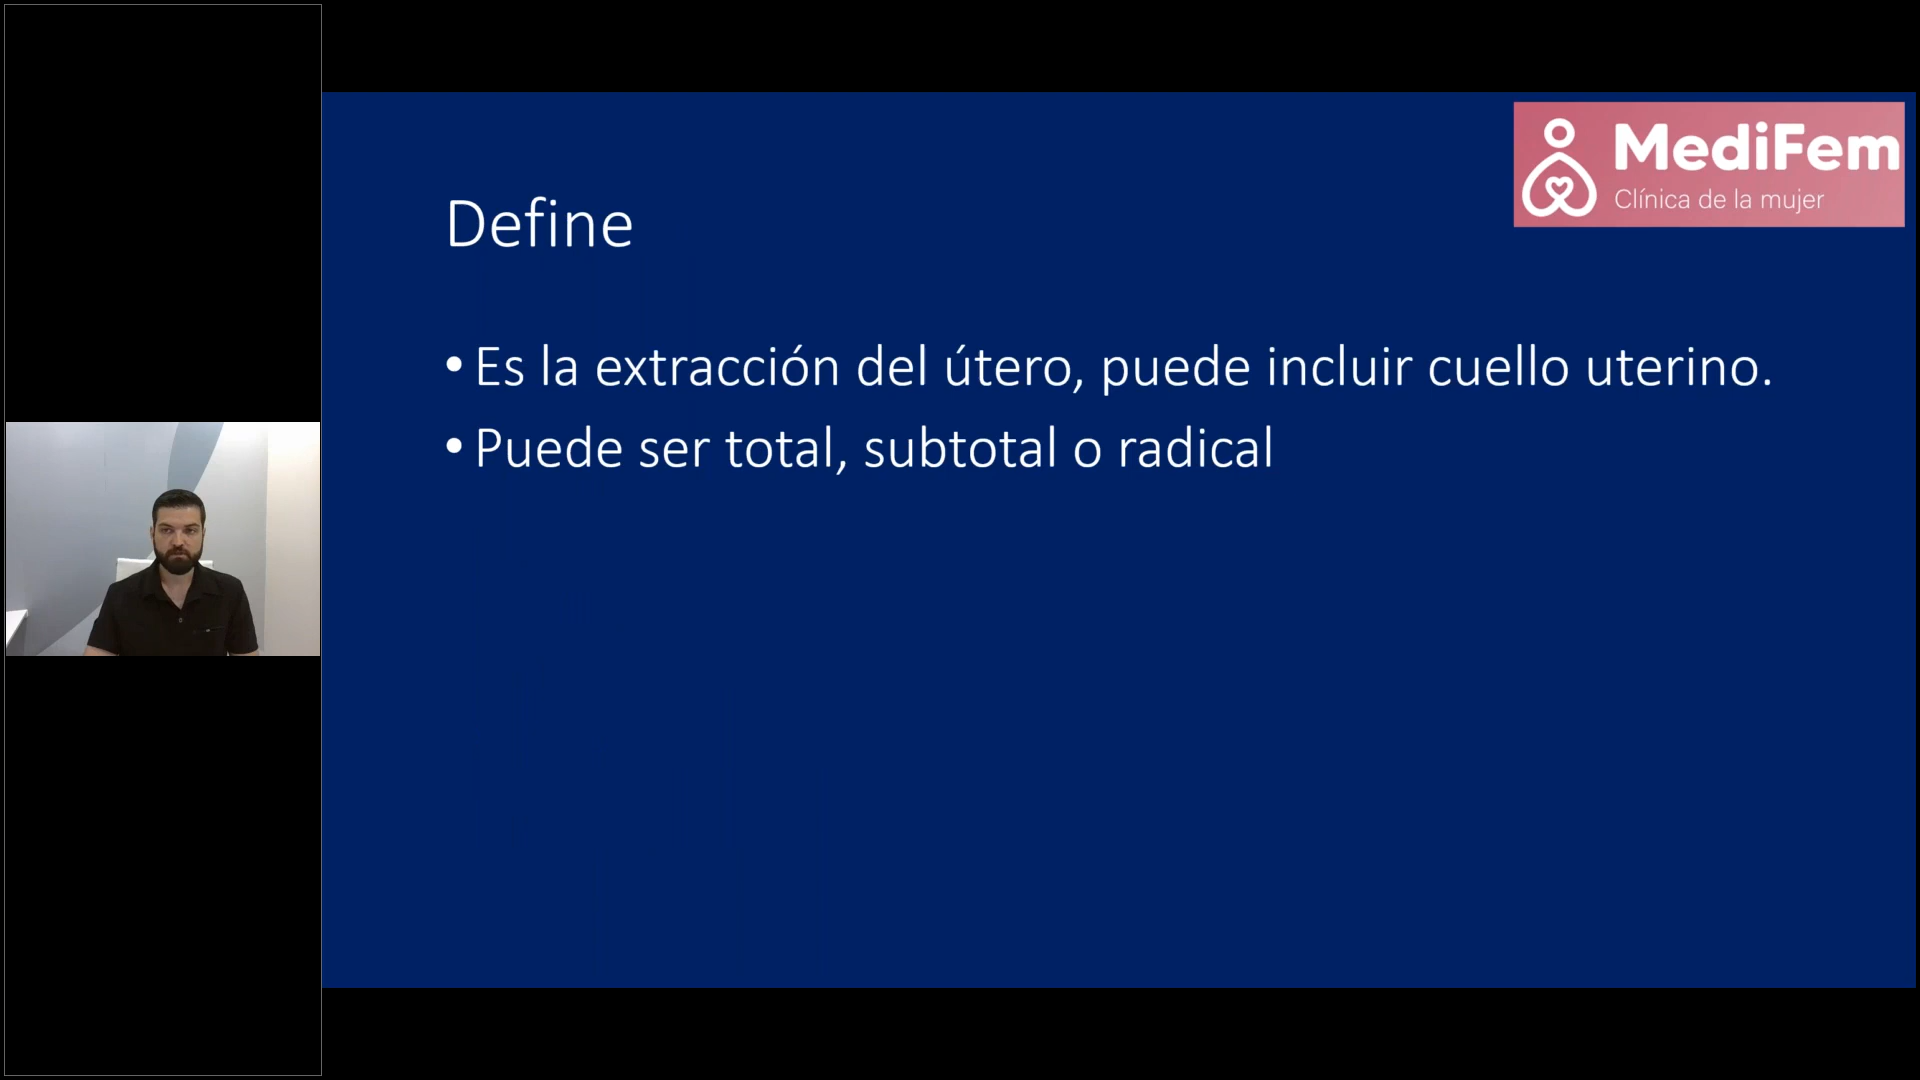 MediFem
Clínica de la mujer
Define
• Es la extracción del útero, puede incluir cuello uterino.
• Puede ser total, subtotal o radical